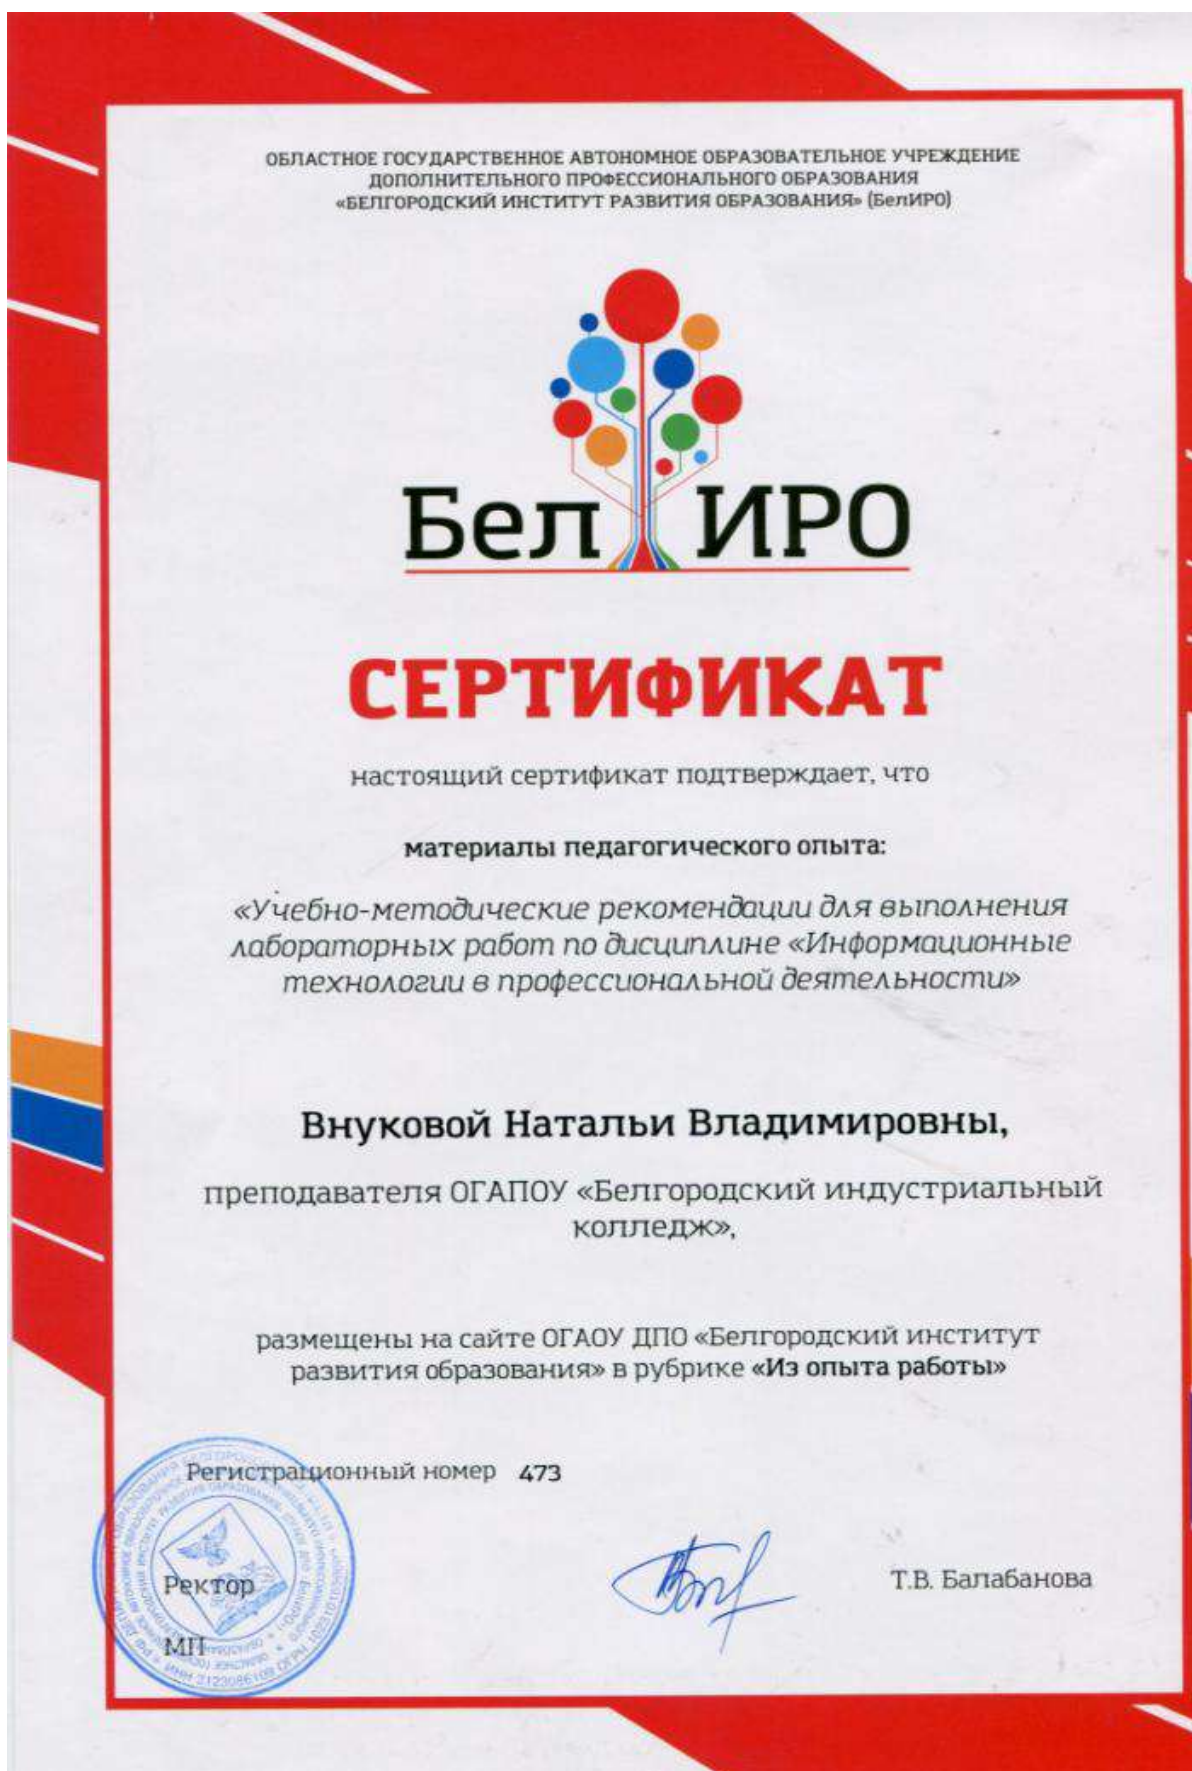 ОБЛАСТНОЕ ГОСУДАРСТВЕННОЕ АВТОНОМНОЕ ОБРАЗОВАТЕЛЬНОЕ УЧРЕЖДЕНИЕ
ДОПОЛНИТЕЛЬНОГО ПРОФЕССИОНАЛЬНОГО ОБРАЗОВАНИЯ
«БЕЛГОРОДСКИЙ ИНСТИТУТ РАЗВИТИЯ ОБРАЗОВАНИЯ» (БелИРО)
Бел ИРО
СЕРТИФИКАТ
настоящий сертификат подтверждает, что
материалы педагогического опыта:
«Учебно-методические рекомендации для выполнения
лабораторных работ по дисциплине «Информационные
технологии в профессиональной деятельности»
Внуковой Натальи Владимировны,
преподавателя ОГАПОУ «Белгородский индустриальный
колледж»,
размещены на сайте ОГАОУ ДПО «Белгородский институт
развития образования» в рубрике «Из опыта работы»
Регистрационный номер 473
Ректор
Т.В. Балабанова
МП